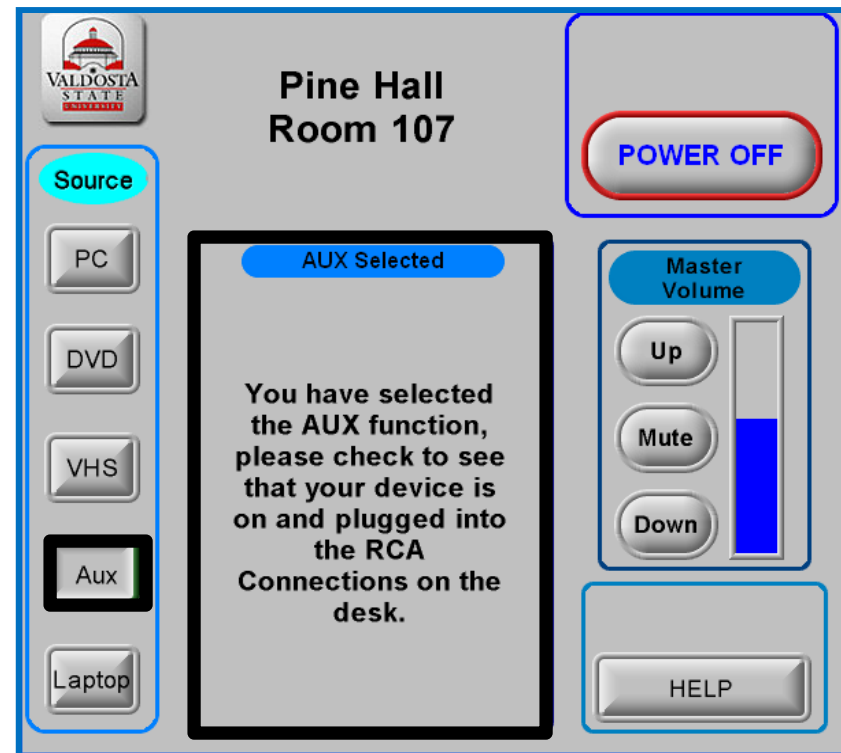 VALDOSTA
STATE
UNIVERSITY
Pine Hall
Room 107
POWER OFF
Source
PC
DVD
VHS
Aux
Laptop
AUX Selected
You have selected
the AUX function,
please check to see
that your device is
on and plugged into
the RCA
Connections on the
desk.
Master
Volume
Up
Mute
Down
HELP